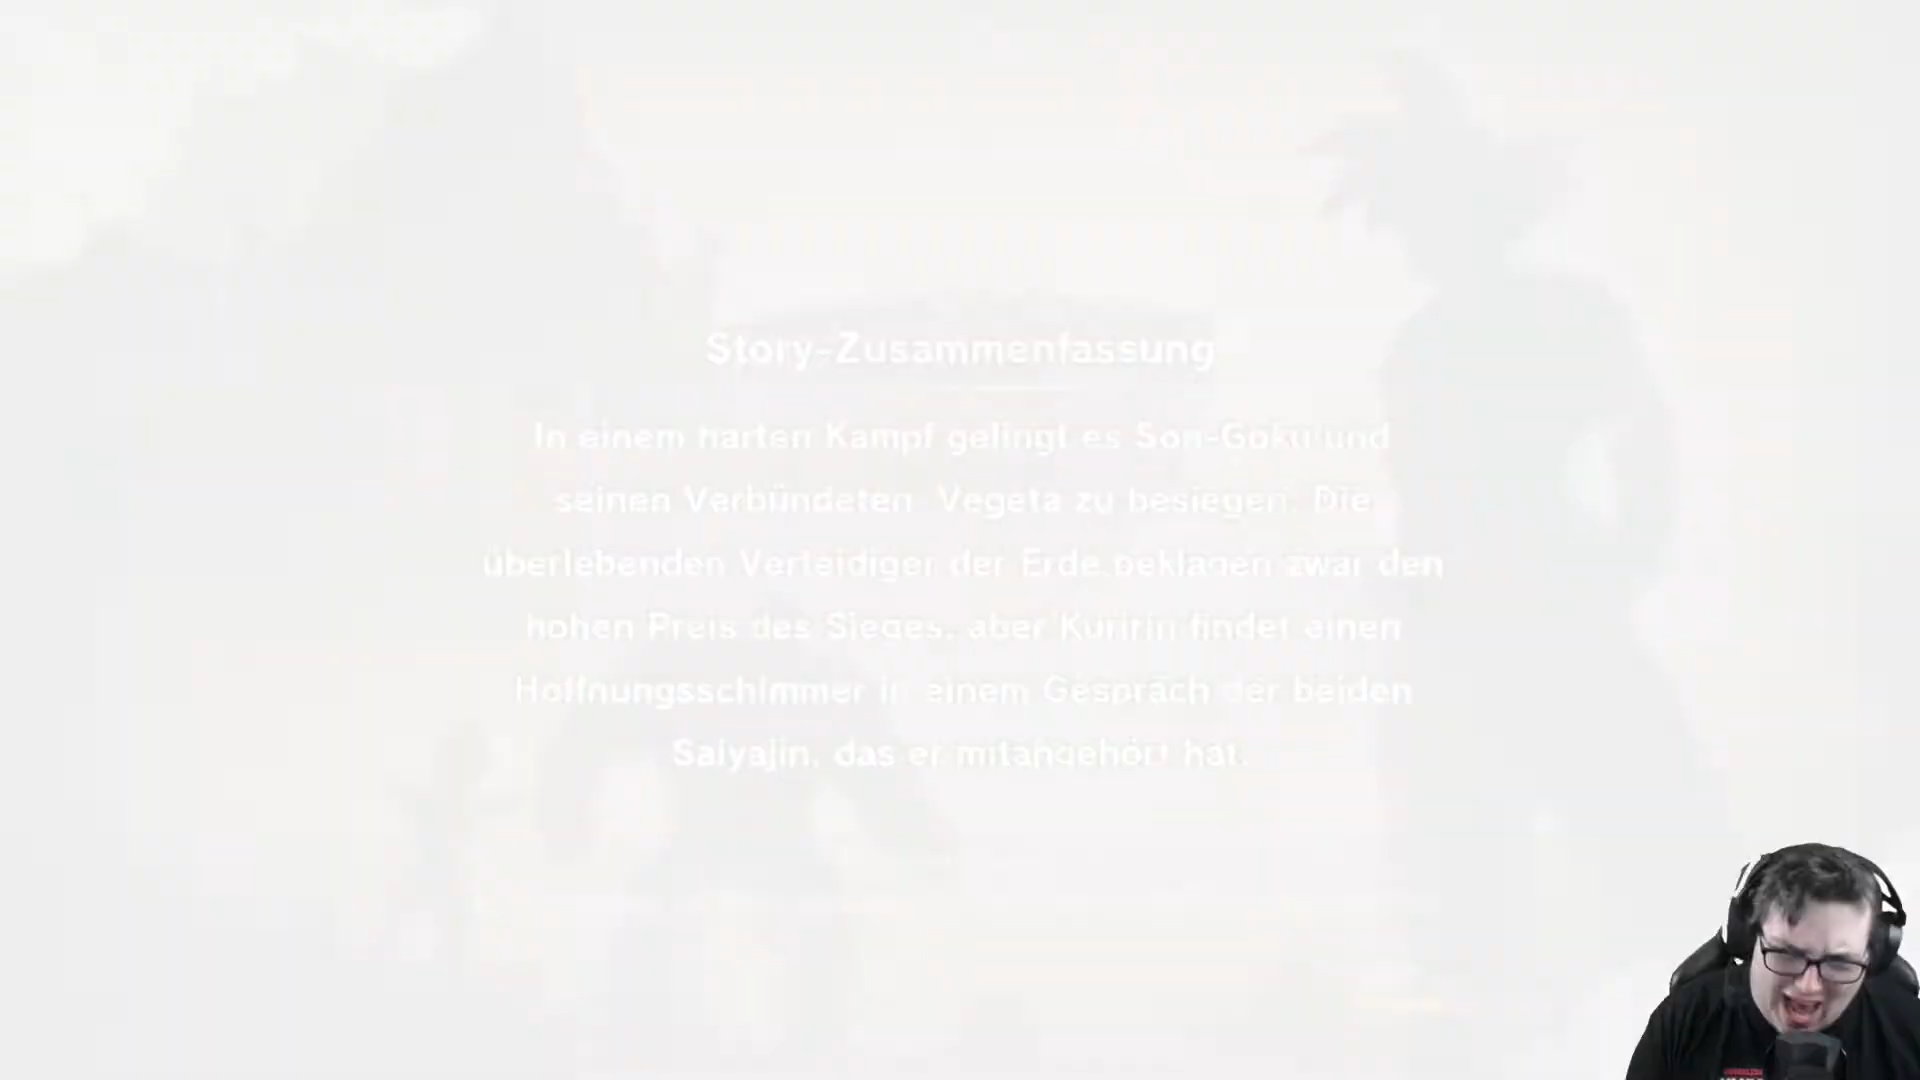 Story-Zusammenfassung
In einem harten Kampf gelingt es Son-Goku und
seinen Verbündeten, Vegeta zu besiegen. Die
überlebenden Verteidiger der Erde beklagen zwar den
hohen Preis des Sieges, aber Kuririn findet einen
Hoffnungsschimmer in einem Gespräch der beiden
Saiyajin, das er mitangehört hat.